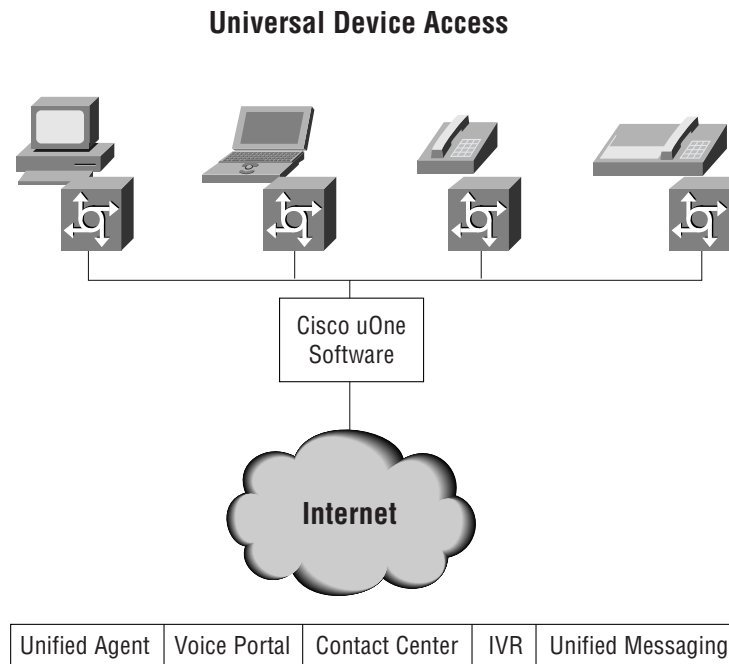 Universal Device Access
Cisco uOne
Software
Internet
Unified Agent
Voice Portal
Contact Center
IVR
Unified Messaging